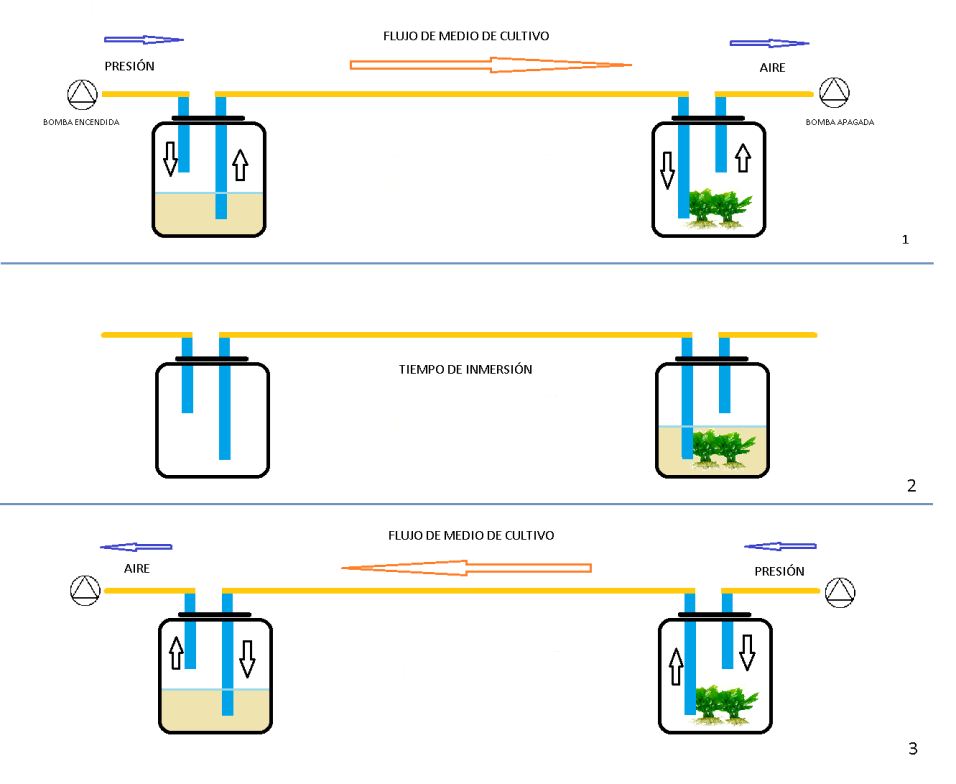 FLUJO DE MEDIO DE CULTIVO
PRESIÓN
AIRE
BOMBA ENCENDIDA
BOMBA APAGADA
1
TIEMPO DE INMERSIÓN
2
FLUJO DE MEDIO DE CULTIVO
AIRE
PRESIÓN
3